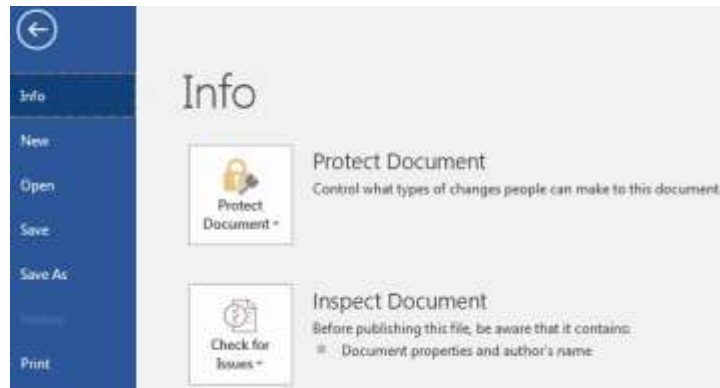 Info
New
Open
Save
Save As
Print
Info
Protect
Document
Protect Document
Control what types of changes people can make to this document.
Check for
Issues
Inspect Document
Before publishing this file, be aware that it contains:
Document properties and author's name